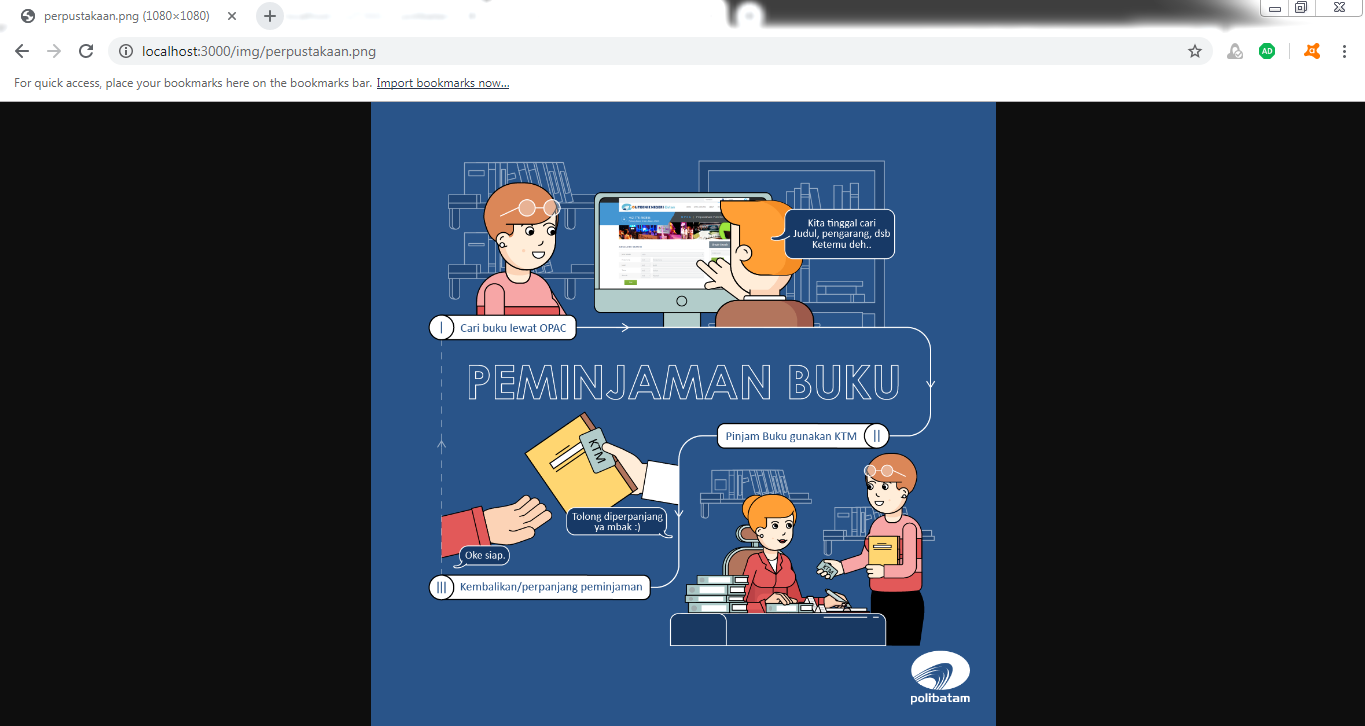 perpustakaan.png (1080×1080)
localhost:3000/img/perpustakaan.png
AD
For quick access, place your bookmarks here on the bookmarks bar. Import bookmarks now...
Kita tinggal cari
Judul, pengarang, dsb
Ketemu deh..
I Cari buku lewat OPAC
PEMINJAMAN BUKU
Pinjam Buku gunakan KTM II
KTM
Tolong diperpanjang
ya mbak :)
Oke siap.
III Kembalikan/perpanjang peminjaman
polibatam